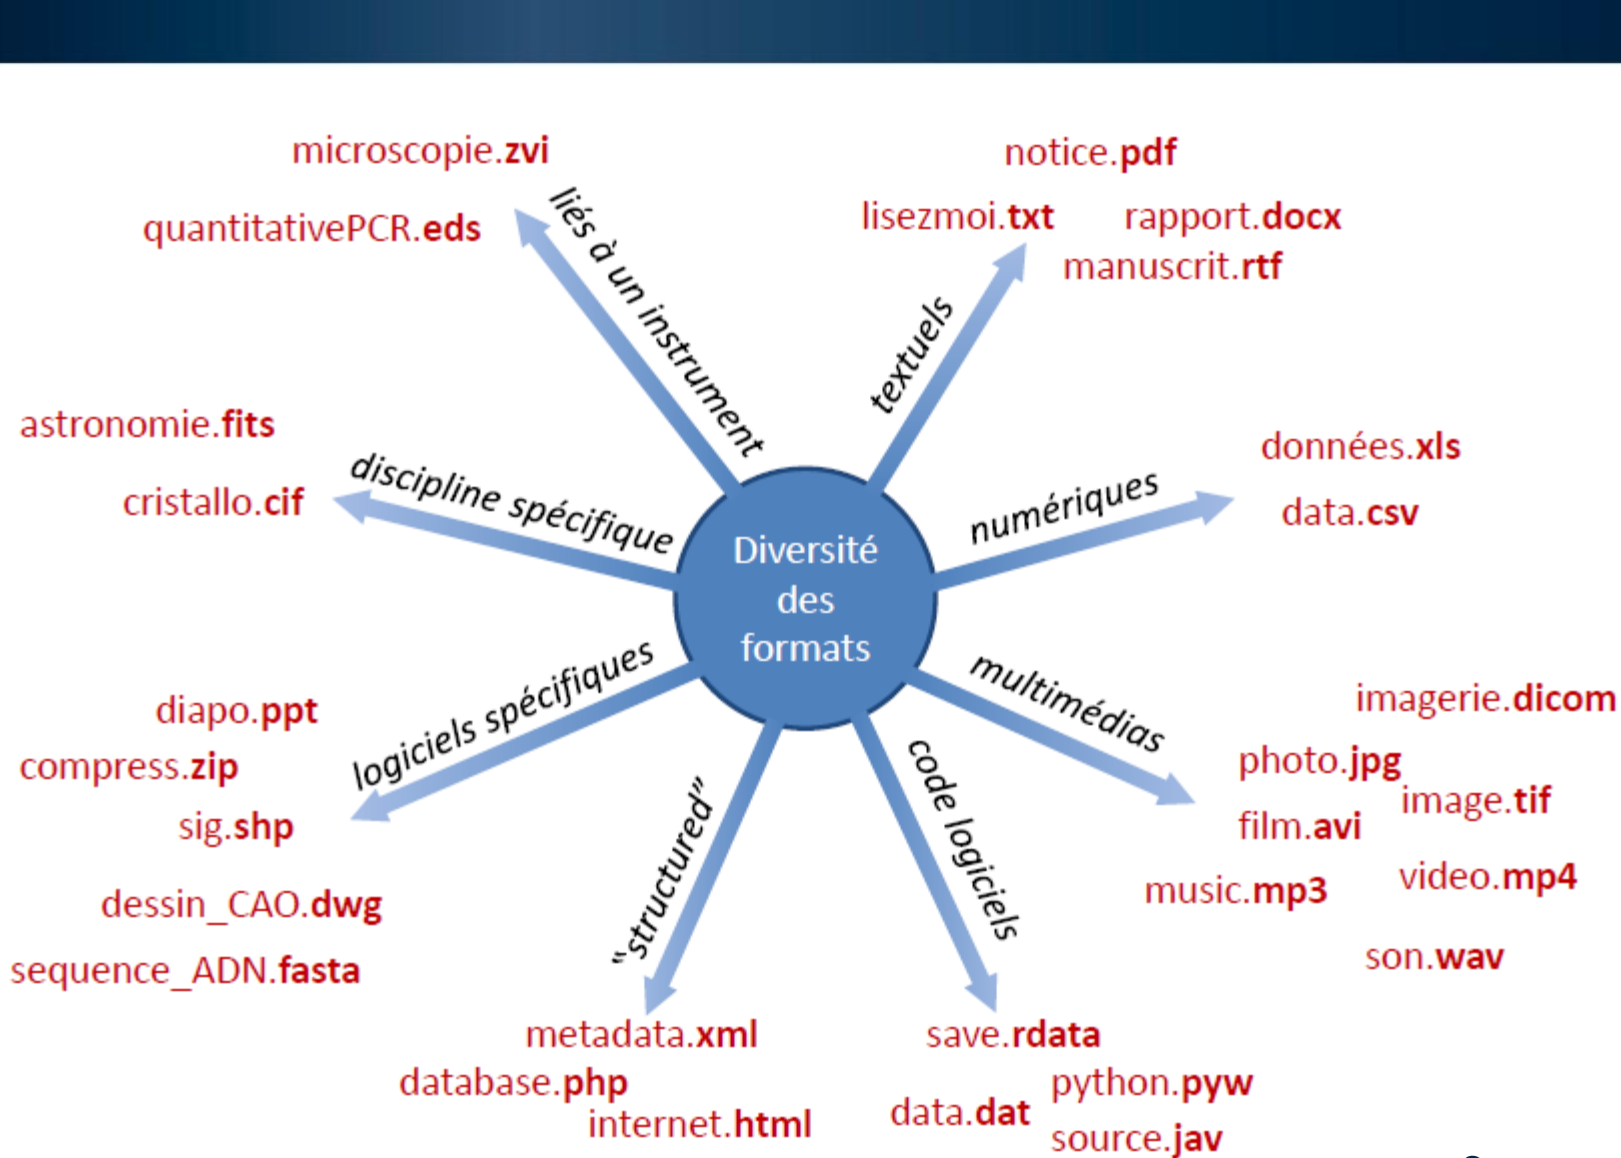 microscopie.zvi
quantitativePCR.eds
liés à un instrument
notice.pdf
lisezmoi.txt
rapport.docx
manuscrit.rtf
textuels
astronomie.fits
cristallo.cif
discipline spécifique
numériques
données.xls
data.csv
Diversité
des
formats
diapo.ppt
compress.zip
sig.shp
dessin_CAO.dwg
sequence_ADN.fasta
logiciels spécifiques
multimédias
imagerie.dicom
photo.jpg
image.tif
film.avi
video.mp4
music.mp3
son.wav
“structured”
metadata.xml
database.php
internet.html
code logiciels
save.rdata
python.pyw
data.dat
source.jav